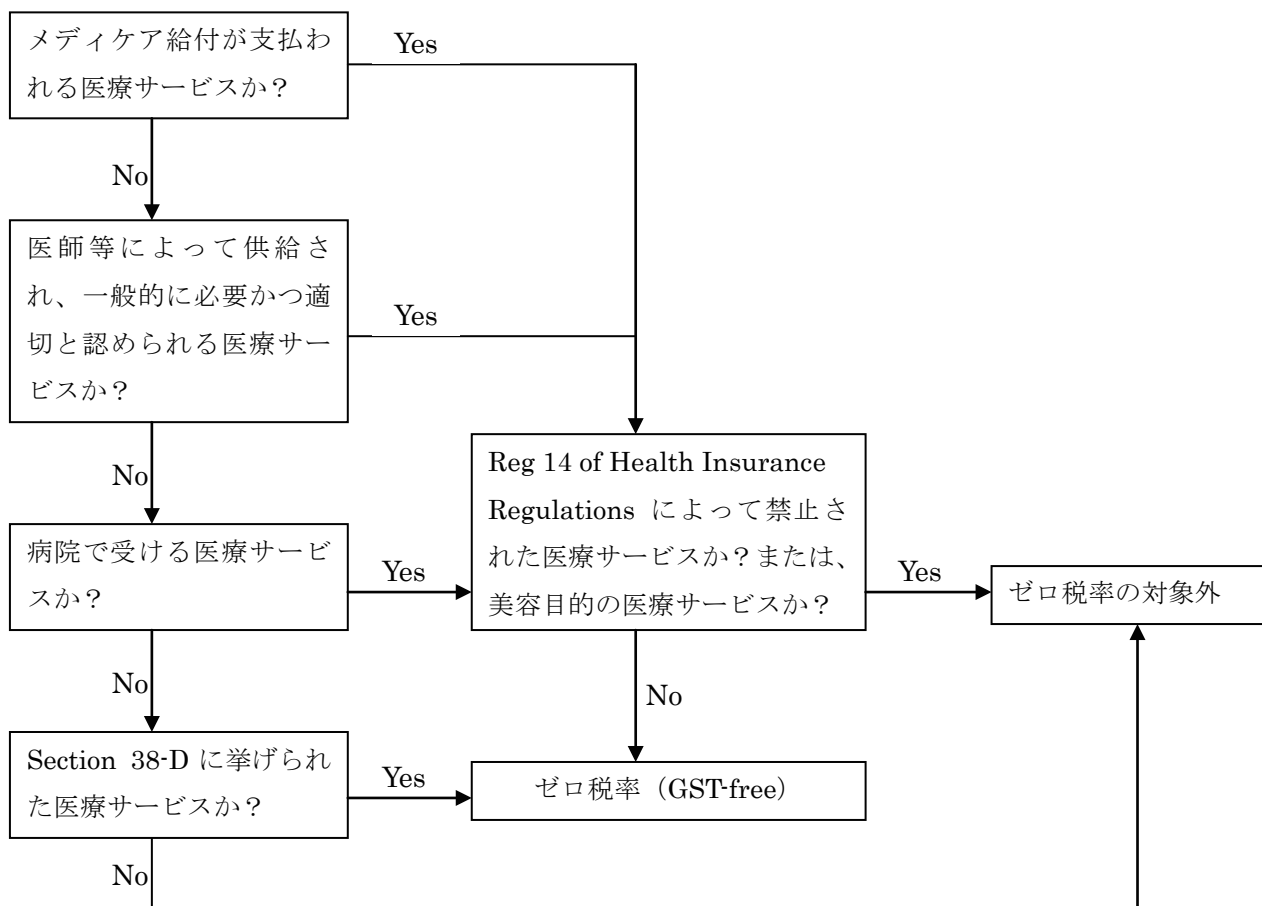 メディケア給付が支払わ
れる医療サービスか？
Yes
No
医師等によって供給さ
れ、一般的に必要かつ適
切と認められる医療サー
ビスか？
Yes
No
Reg 14 of Health Insurance
Regulations によって禁止さ
れた医療サービスか？または、
美容目的の医療サービスか？
病院で受ける医療サービ
スか？
Yes
Yes
ゼロ税率の対象外
No
No
Section 38-D に挙げられ
た医療サービスか？
Yes
ゼロ税率（GST-free）
No